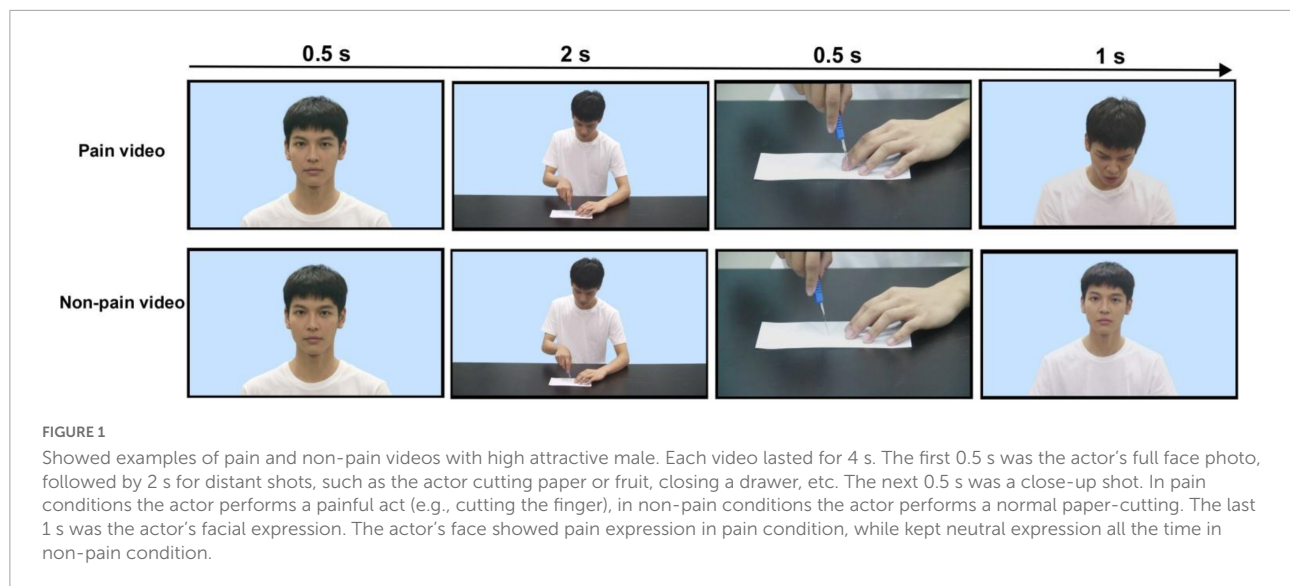 0.5 s 2 s 0.5 s 1 s
Pain video
Non-pain video
FIGURE 1
Showed examples of pain and non-pain videos with high attractive male. Each video lasted for 4 s. The first 0.5 s was the actor's full face photo,
followed by 2 s for distant shots, such as the actor cutting paper or fruit, closing a drawer, etc. The next 0.5 s was a close-up shot. In pain
conditions the actor performs a painful act (e.g., cutting the finger), in non-pain conditions the actor performs a normal paper-cutting. The last
1 s was the actor's facial expression. The actor's face showed pain expression in pain condition, while kept neutral expression all the time in
non-pain condition.